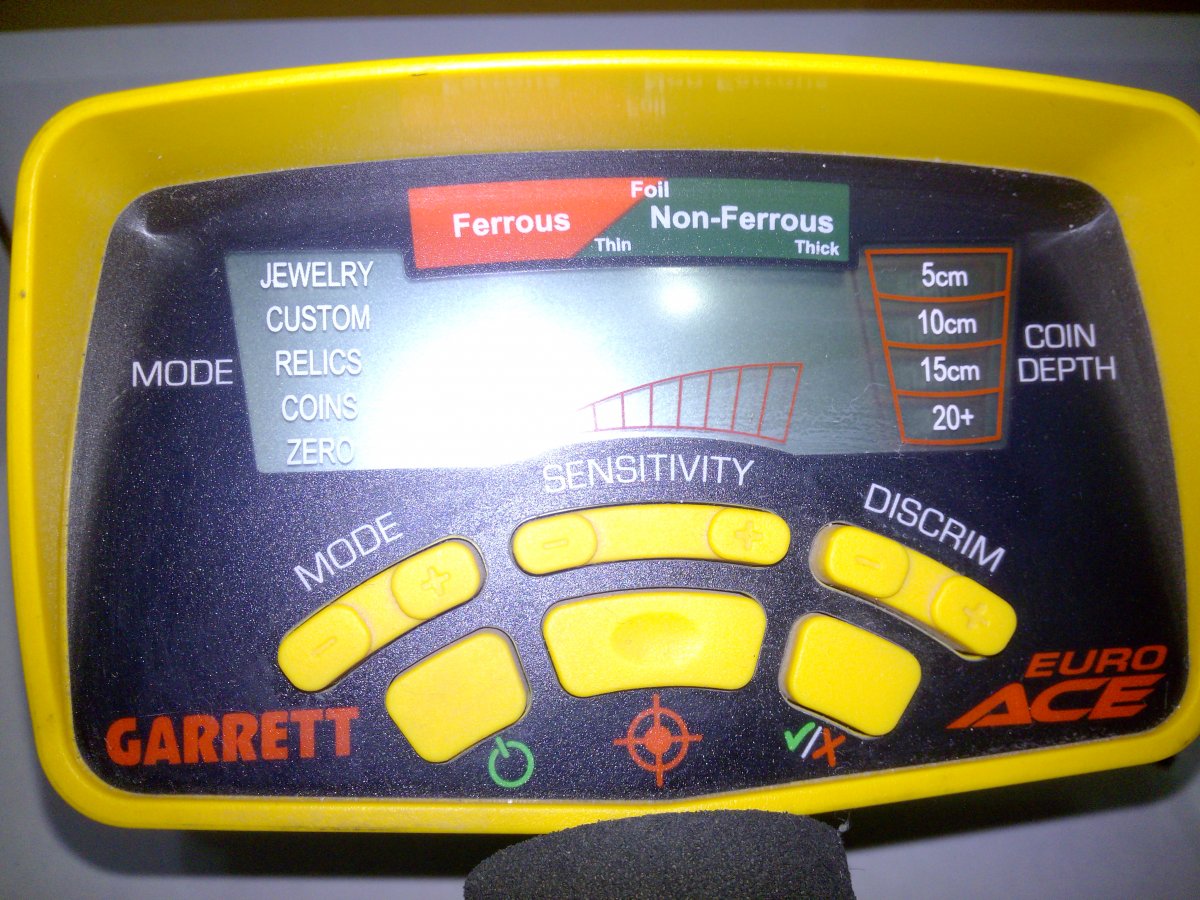 Ferrous
Foil
Non-Ferrous
Thin
Thick
MODE
JEWELRY
CUSTOM
RELICS
COINS
ZERO
5cm
10cm
15cm
20+
COIN
DEPTH
SENSITIVITY
MODE
DISCRIM
- +
- +
- +
GARRETT
EURO
ACE
✓/X